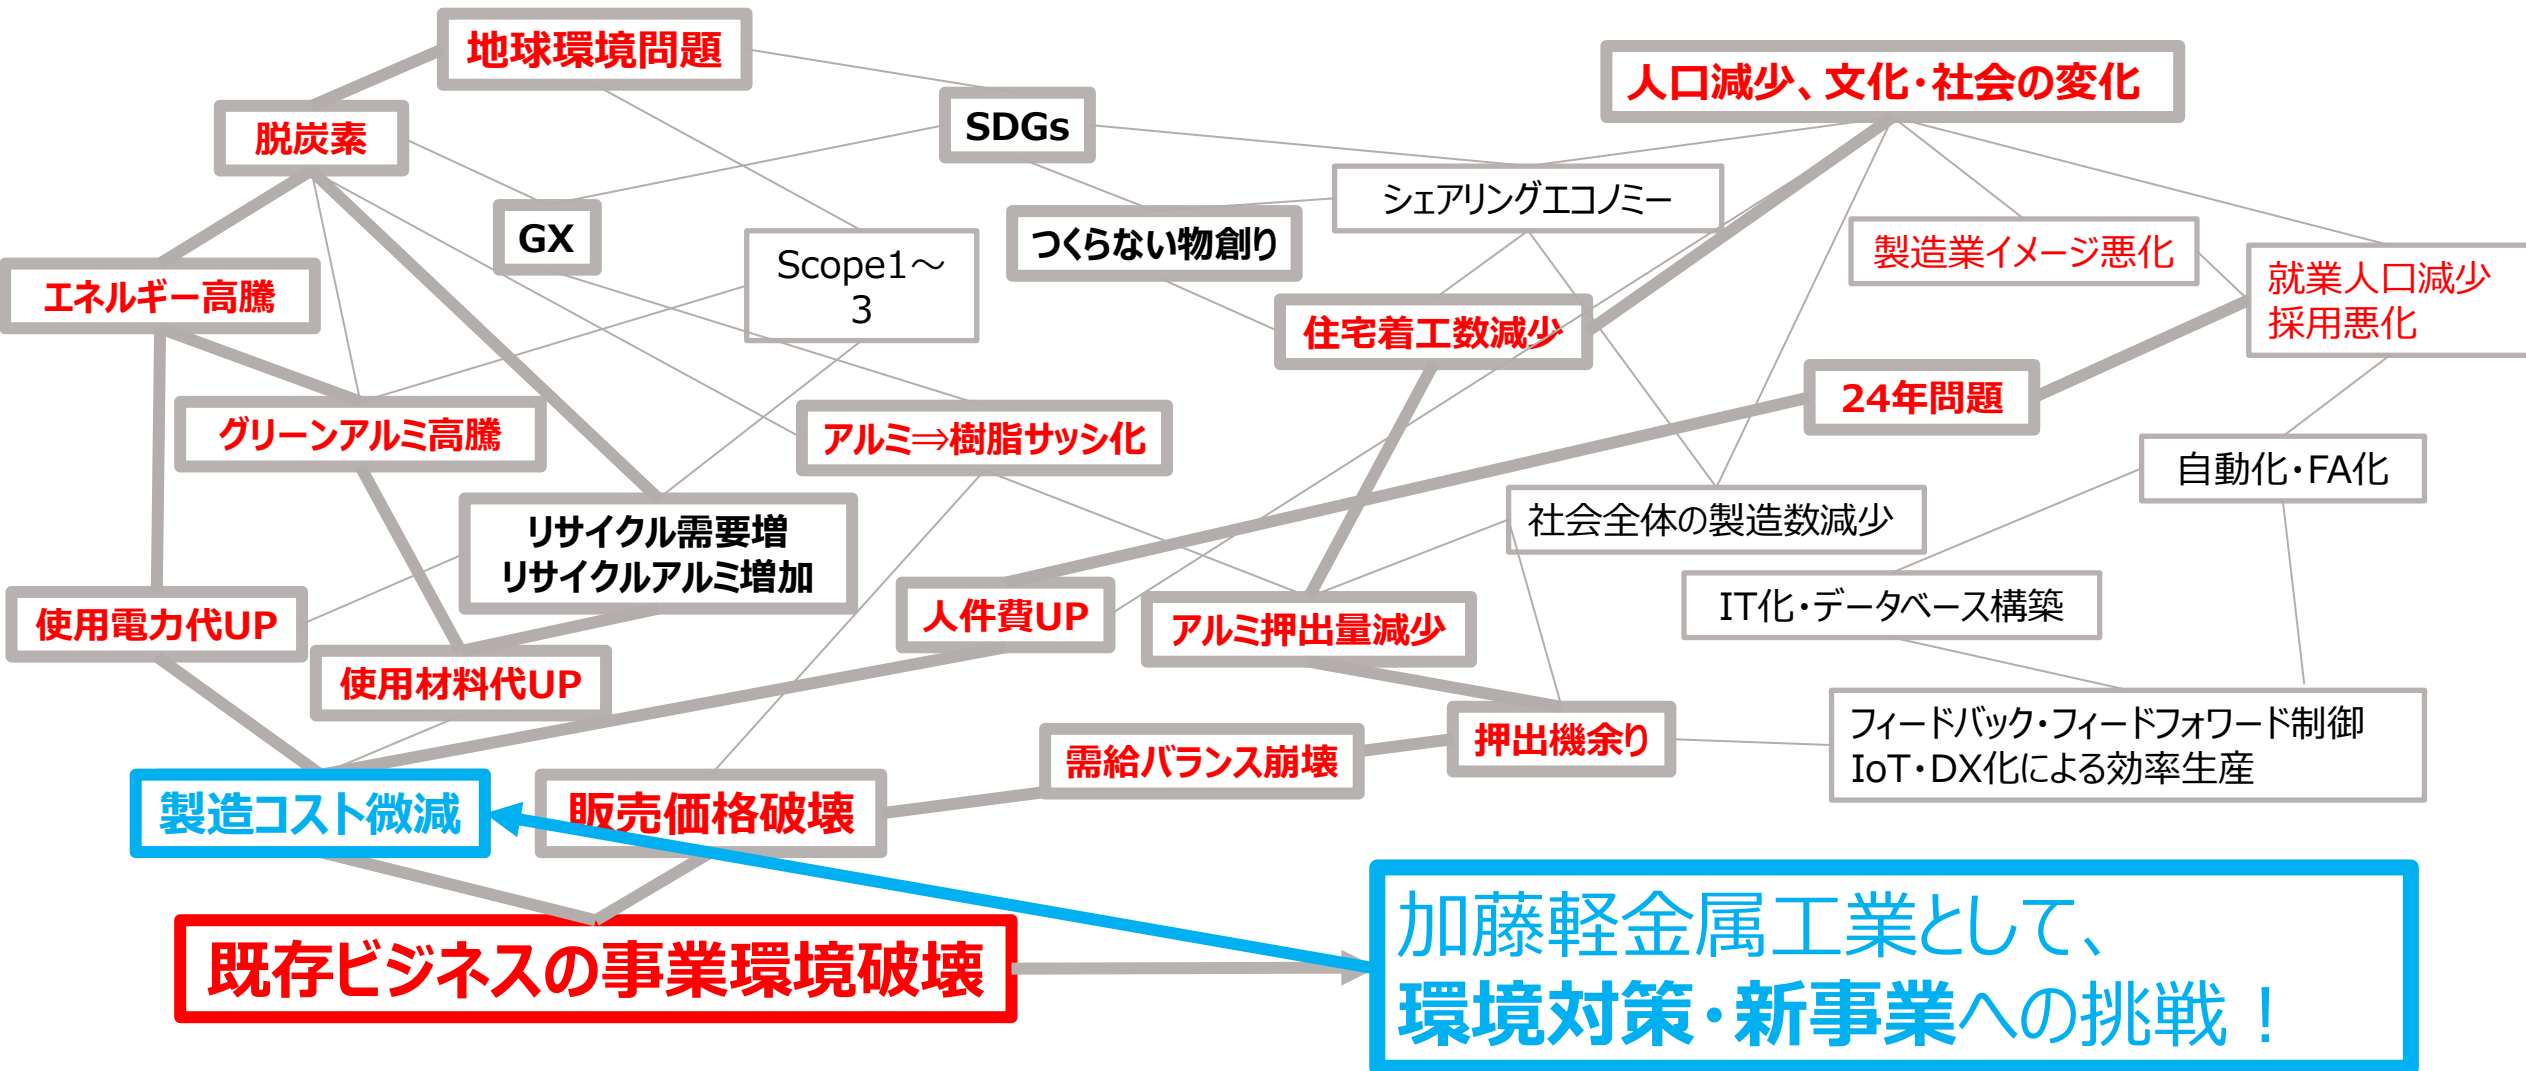 地球環境問題
人口減少、文化・社会の変化
脱炭素
SDGs
シェアリングエコノミー
GX
つくらない物創り
製造業イメージ悪化
Scope1～
3
就業人口減少
採用悪化
エネルギー高騰
住宅着工数減少
24年問題
グリーンアルミ高騰
アルミ⇒樹脂サッシ化
自動化・FA化
リサイクル需要増
リサイクルアルミ増加
社会全体の製造数減少
使用電力代UP
人件費UP
アルミ押出量減少
IT化・データベース構築
使用材料代UP
需給バランス崩壊
押出機余り
フィードバック・フィードフォワード制御
IoT・DX化による効率生産
製造コスト微減
販売価格破壊
既存ビジネスの事業環境破壊
加藤軽金属工業として、
環境対策・新事業への挑戦！